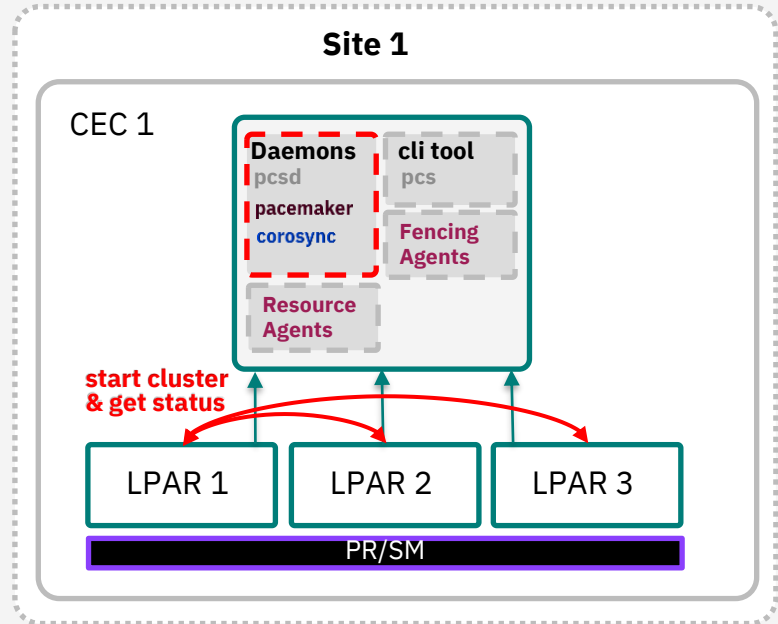 Site 1
CEC 1
Daemons
pcsd
pacemaker
corosync
cli tool
pcs
Fencing
Agents
Resource
Agents
start cluster
& get status
LPAR 1
LPAR 2
LPAR 3
PR/SM